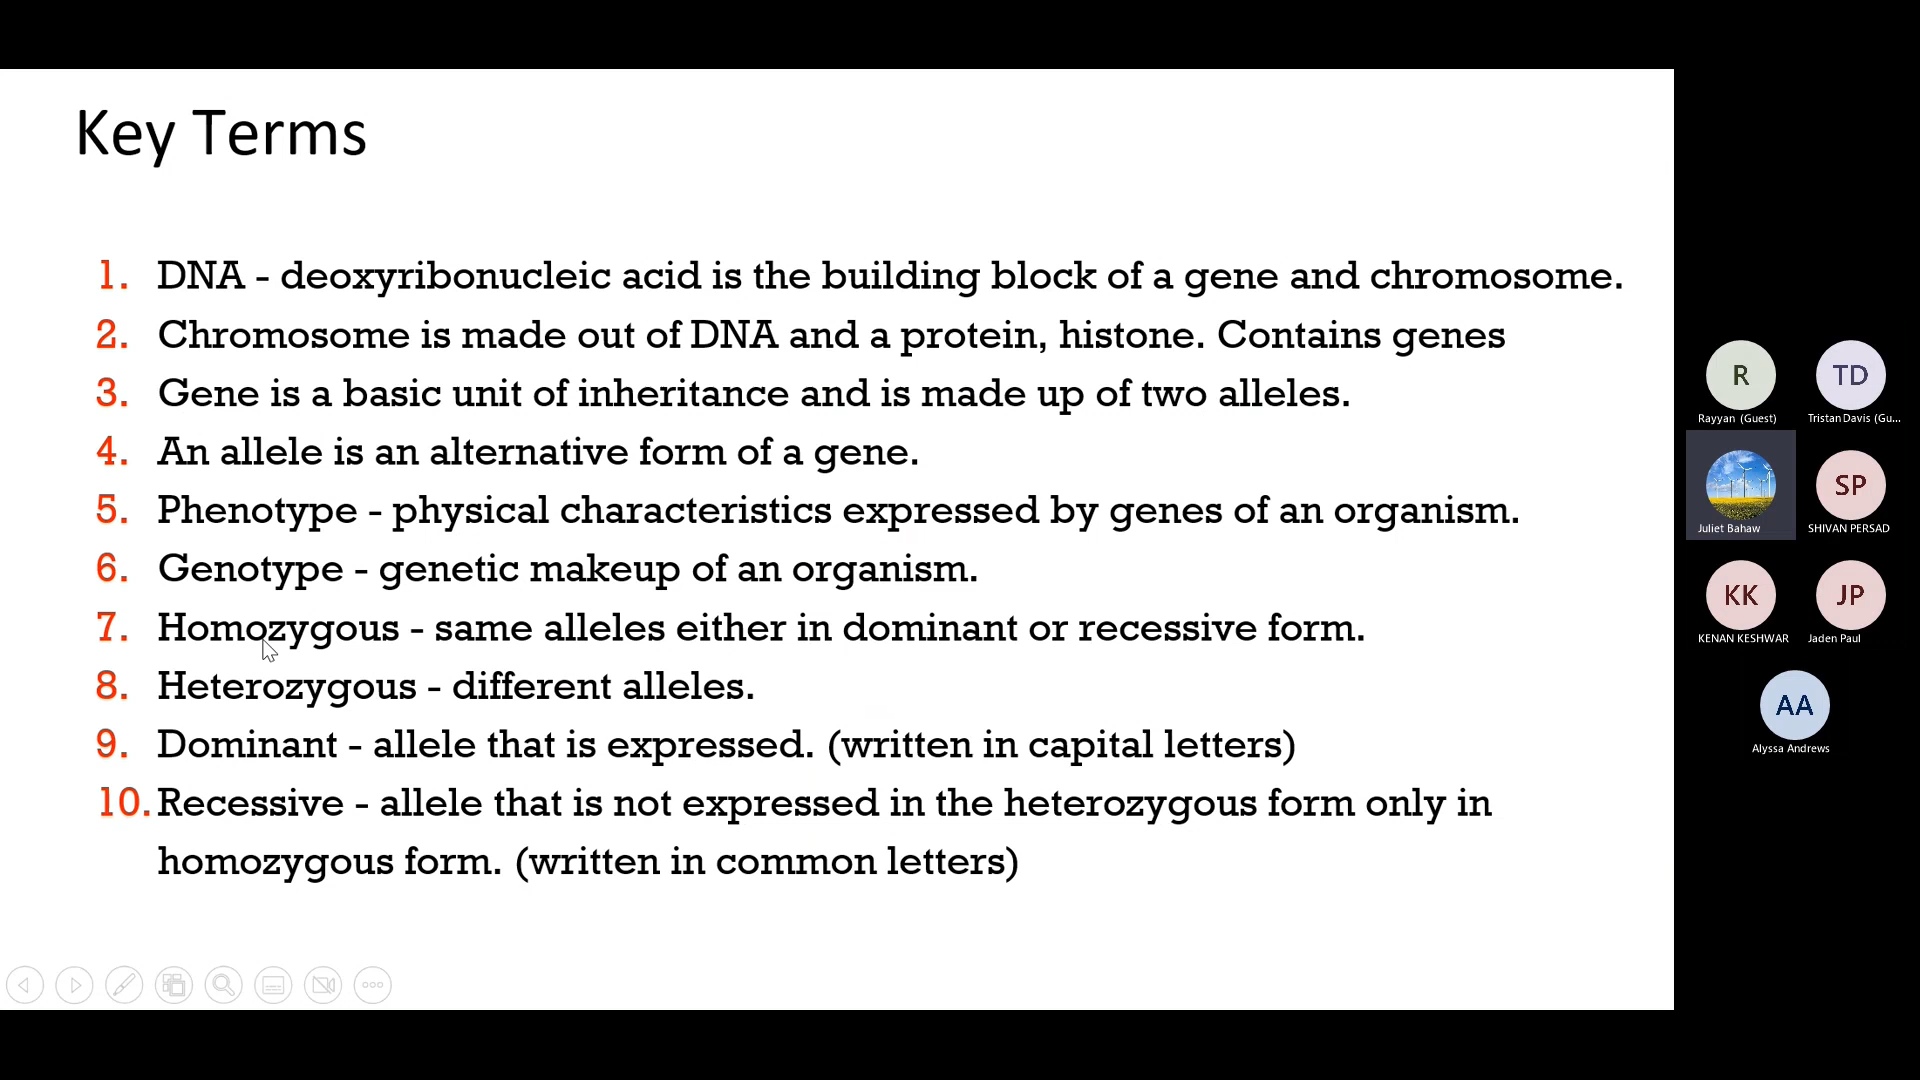 Key Terms
1. DNA - deoxyribonucleic acid is the building block of a gene and chromosome.
2. Chromosome is made out of DNA and a protein, histone. Contains genes
3. Gene is a basic unit of inheritance and is made up of two alleles.
4. An allele is an alternative form of a gene.
5. Phenotype - physical characteristics expressed by genes of an organism.
6. Genotype - genetic makeup of an organism.
7. Homozygous - same alleles either in dominant or recessive form.
8. Heterozygous - different alleles.
9. Dominant - allele that is expressed. (written in capital letters)
10. Recessive - allele that is not expressed in the heterozygous form only in
homozygous form. (written in common letters)
R TD
Rayyan (Guest) Tristan Davis (Gu...
SP
Juliet Bahaw SHIVAN PERSAD
KK JP
KENAN KESHWAR Jaden Paul
AA
Alyssa Andrews